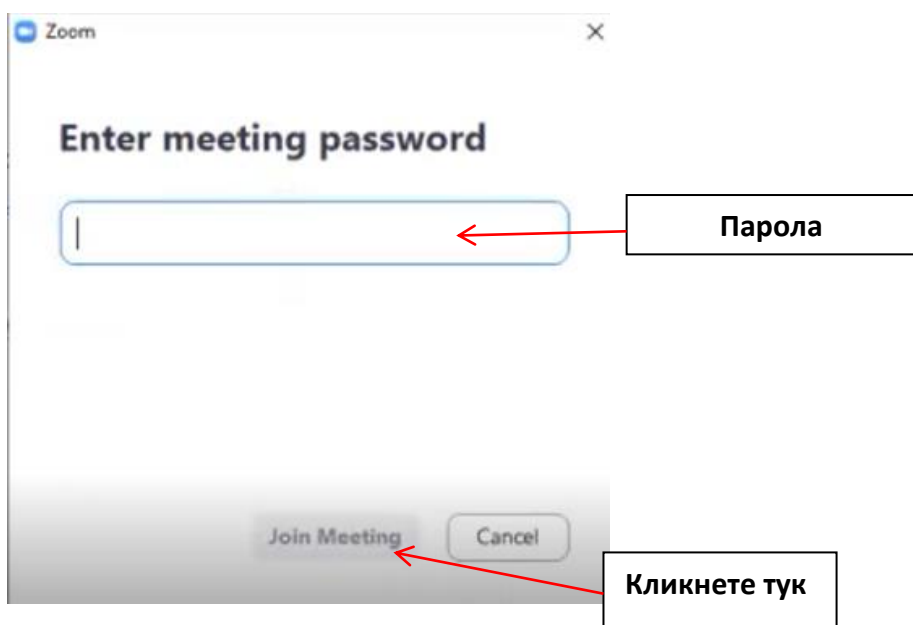 Zoom
Enter meeting password
Парола
Join Meeting
Cancel
Кликнете тук